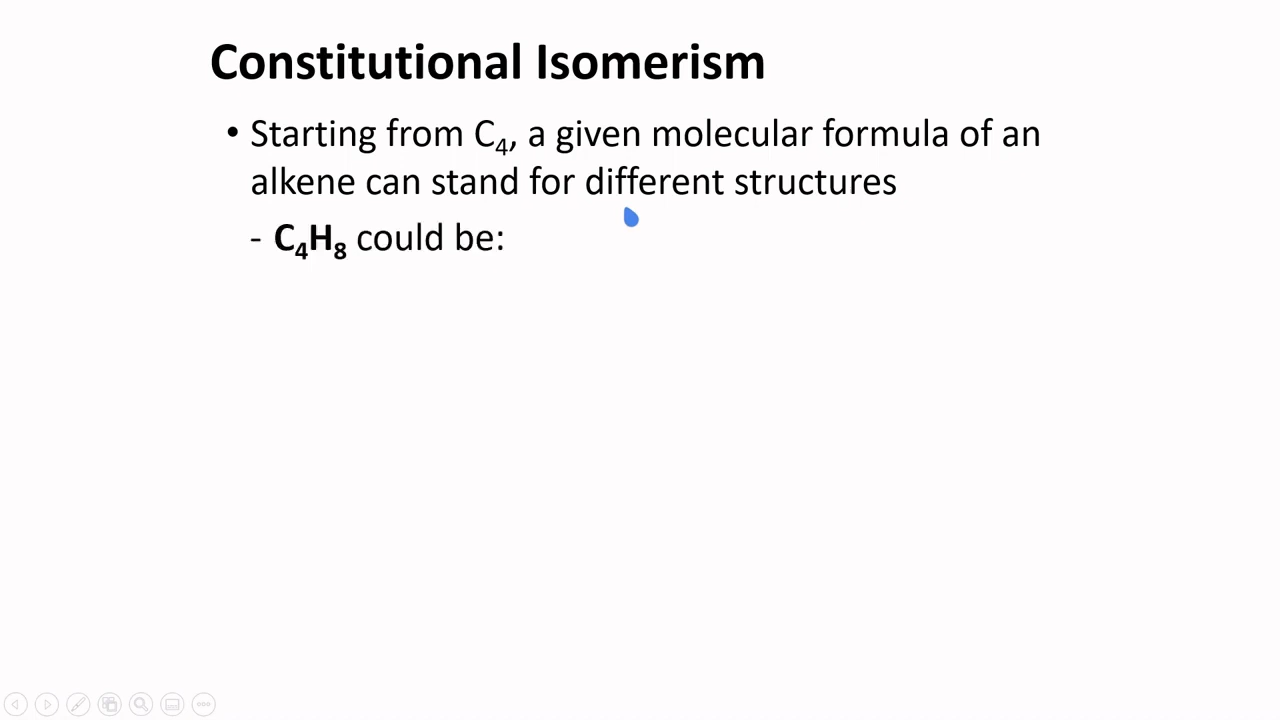 Constitutional Isomerism
• Starting from C₄, a given molecular formula of an
alkene can stand for different structures
- C₄H₈ could be: